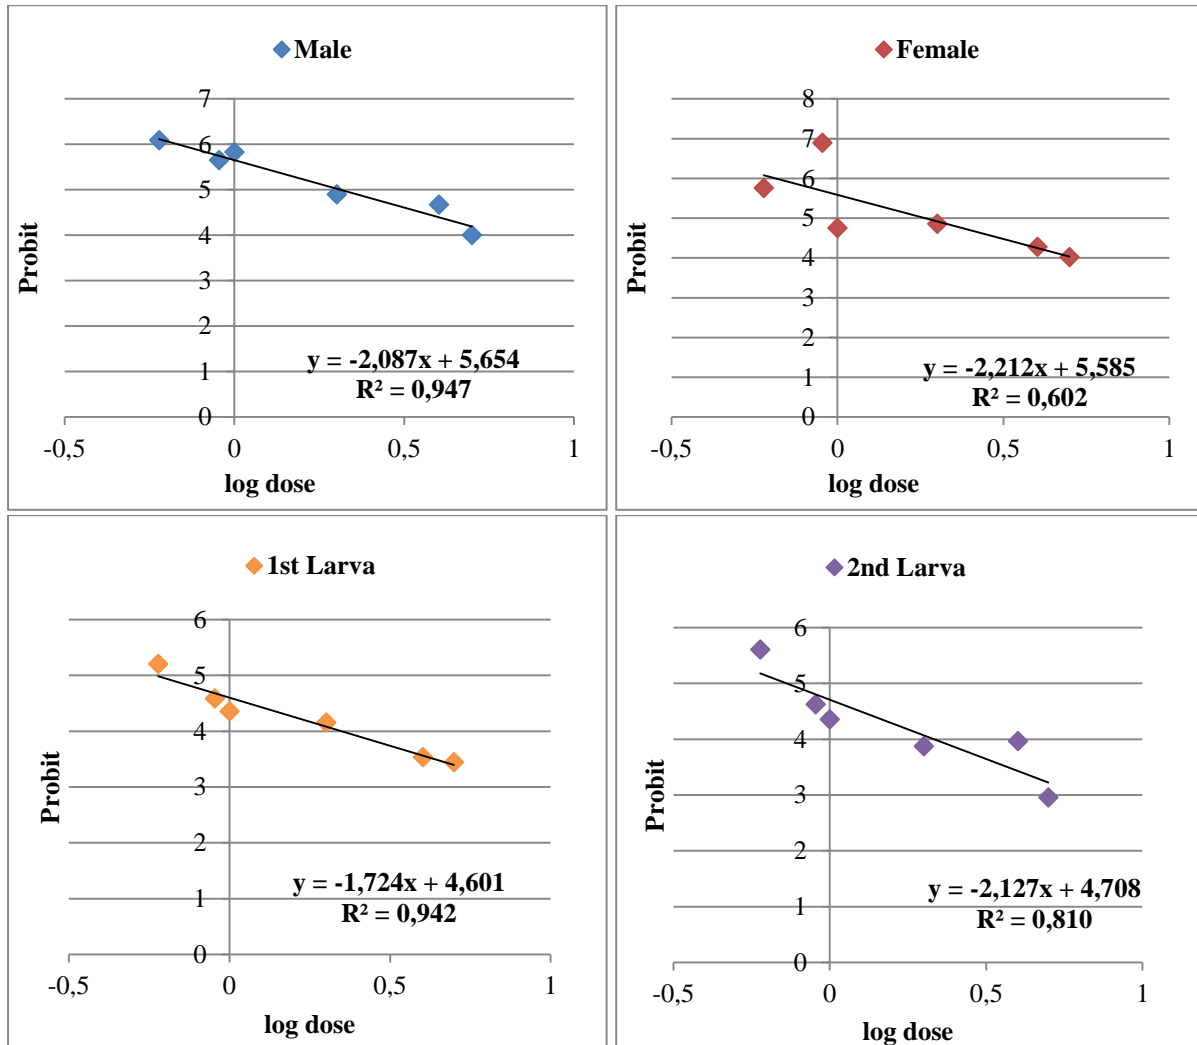 Male
7
6
5
4
3
2
1
0
-0,5
0
0,5
1
Probit
log dose
y = -2,087x + 5,654
R² = 0,947
Female
8
7
6
5
4
3
2
1
0
-0,5
0
0,5
1
Probit
log dose
y = -2,212x + 5,585
R² = 0,602
1st Larva
6
5
4
3
2
1
0
-0,5
0
0,5
1
Probit
log dose
y = -1,724x + 4,601
R² = 0,942
2nd Larva
6
5
4
3
2
1
0
-0,5
0
0,5
1
Probit
log dose
y = -2,127x + 4,708
R² = 0,810